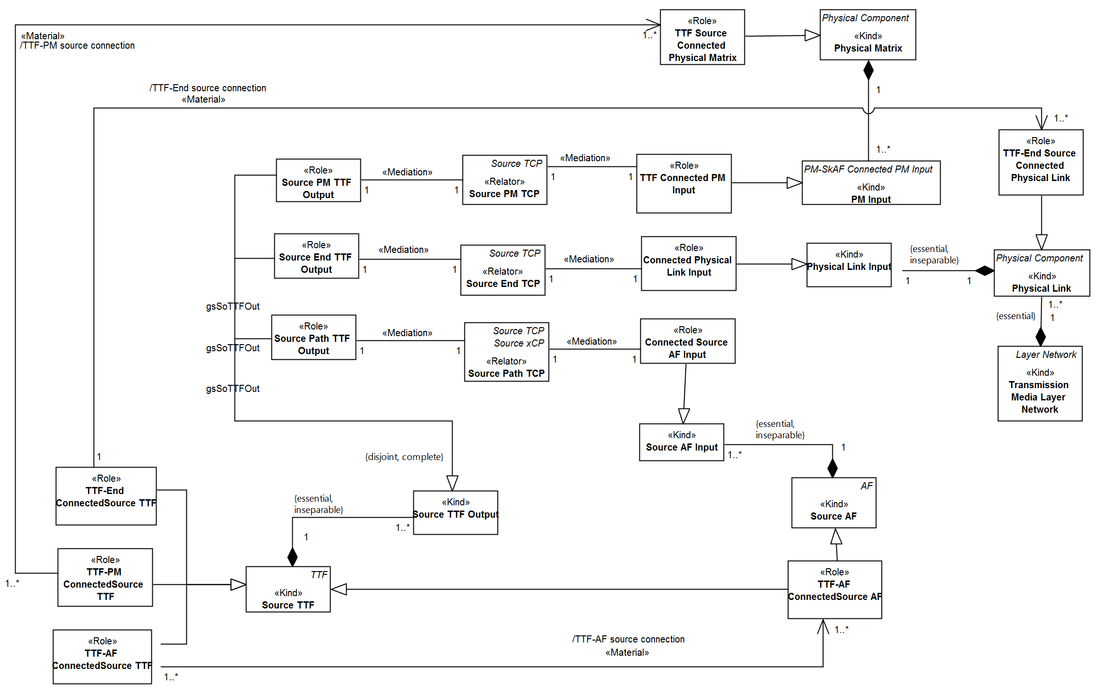 «Material»
/TTF-PM source connection
1..*
«Role»
TTF Source
Connected
Physical Matrix
Physical Component
«Kind»
Physical Matrix
1
1..*
/TTF-End source connection
«Material»
1..*
«Role»
TTF-End Source
Connected
Physical Link
«Role»
Source PM TTF
Output
«Mediation»
1
1
Source TCP
«Relator»
Source PM TCP
«Mediation»
1
1
«Role»
TTF Connected PM
Input
PM-SkAF Connected PM Input
«Kind»
PM Input
«Role»
Source End TTF
Output
«Mediation»
1
1
Source TCP
«Relator»
Source End TCP
«Mediation»
1
1
«Role»
Connected Physical
Link Input
«Kind»
Physical Link Input
{essential,
inseparable}
1
1
Physical Component
«Kind»
Physical Link
1..*
{essential}
1
Layer Network
«Kind»
Transmission
Media Layer
Network
gsSoTTFOut
gsSoTTFOut
gsSoTTFOut
«Role»
Source Path TTF
Output
«Mediation»
1
1
Source TCP
Source xCP
«Relator»
Source Path TCP
«Mediation»
1
1
«Role»
Connected Source
AF Input
«Kind»
Source AF Input
{essential,
inseparable}
1..*
1
AF
«Kind»
Source AF
{disjoint, complete}
«Kind»
Source TTF Output
{essential,
inseparable}
1..*
1
1
«Role»
TTF-End
ConnectedSource TTF
«Role»
TTF-PM
ConnectedSource
TTF
1..*
TTF
«Kind»
Source TTF
«Role»
TTF-AF
ConnectedSource AF
«Role»
TTF-AF
ConnectedSource TTF
1..*
/TTF-AF source connection
«Material»
1..*